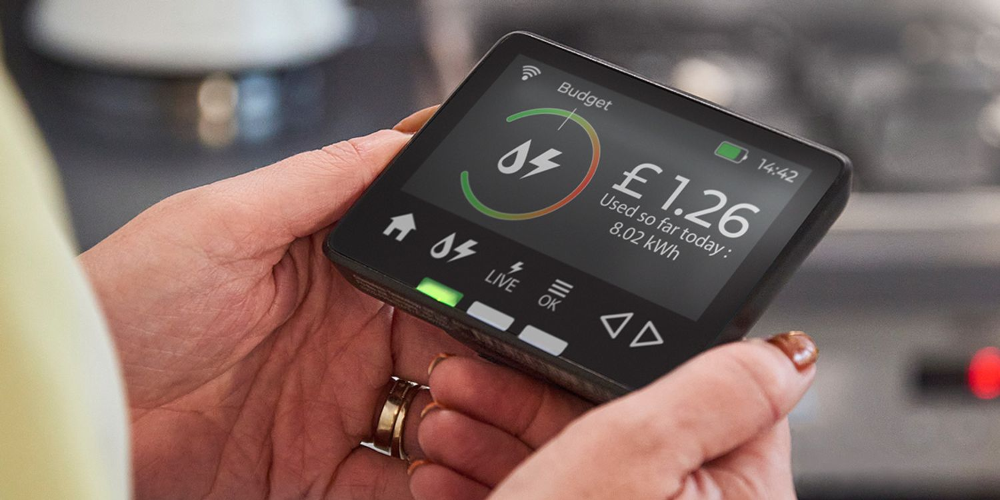 Budget
14:42
£1.26
Used so far today:
8.02 kWh
LIVE
OK